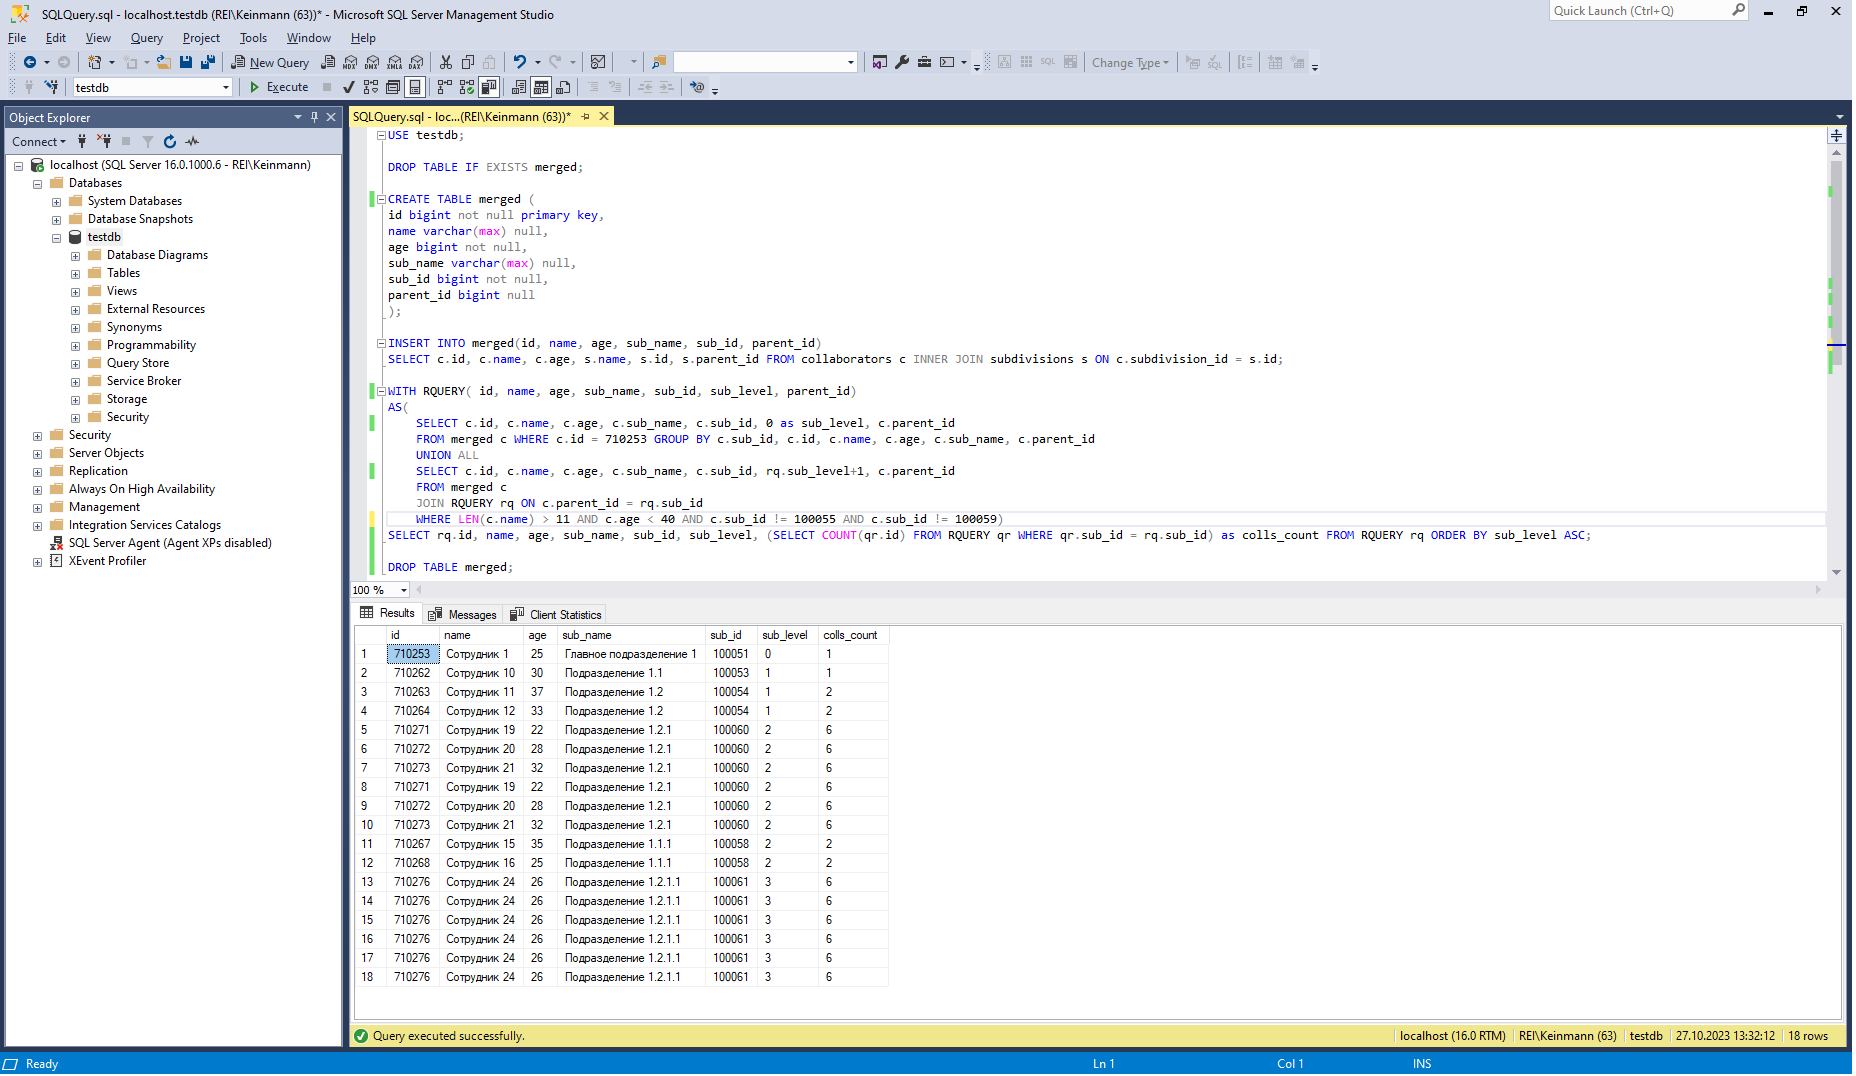 SQLQuery.sql - localhost.testdb (REI\Keinmann (63))* - Microsoft SQL Server Management Studio
Quick Launch (Ctrl+Q)
File Edit View Query Project Tools Window Help
New Query MDX DMX XMLA DAX SQL Change Type
testdb Execute
Object Explorer
Connect
localhost (SQL Server 16.0.1000.6 - REI\Keinmann)
Databases
System Databases
Database Snapshots
testdb
Database Diagrams
Tables
Views
External Resources
Synonyms
Programmability
Query Store
Service Broker
Storage
Security
Security
Server Objects
Replication
Always On High Availability
Management
Integration Services Catalogs
SQL Server Agent (Agent XPs disabled)
XEvent Profiler
SQLQuery.sql - loc...(REI\Keinmann (63))*
USE testdb;
DROP TABLE IF EXISTS merged;
CREATE TABLE merged (
id bigint not null primary key,
name varchar(max) null,
age bigint not null,
sub_name varchar(max) null,
sub_id bigint not null,
parent_id bigint null
);
INSERT INTO merged(id, name, age, sub_name, sub_id, parent_id)
SELECT c.id, c.name, c.age, s.name, s.id, s.parent_id FROM collaborators c INNER JOIN subdivisions s ON c.subdivision_id = s.id;
WITH RQUERY( id, name, age, sub_name, sub_id, sub_level, parent_id)
AS(
SELECT c.id, c.name, c.age, c.sub_name, c.sub_id, 0 as sub_level, c.parent_id
FROM merged c WHERE c.id = 710253 GROUP BY c.sub_id, c.id, c.name, c.age, c.sub_name, c.parent_id
UNION ALL
SELECT c.id, c.name, c.age, c.sub_name, c.sub_id, rq.sub_level+1, c.parent_id
FROM merged c
JOIN RQUERY rq ON c.parent_id = rq.sub_id
WHERE LEN(c.name) > 11 AND c.age < 40 AND c.sub_id != 100055 AND c.sub_id != 100059)
SELECT rq.id, name, age, sub_name, sub_id, sub_level, (SELECT COUNT(qr.id) FROM RQUERY qr WHERE qr.sub_id = rq.sub_id) as colls_count FROM RQUERY rq ORDER BY sub_level ASC;
DROP TABLE merged;
100 %
Results Messages Client Statistics
id name age sub_name sub_id sub_level colls_count
1 710253 Сотрудник 1 25 Главное подразделение 1 100051 0 1
2 710262 Сотрудник 10 30 Подразделение 1.1 100053 1 1
3 710263 Сотрудник 11 37 Подразделение 1.2 100054 1 2
4 710264 Сотрудник 12 33 Подразделение 1.2 100054 1 2
5 710271 Сотрудник 19 22 Подразделение 1.2.1 100060 2 6
6 710272 Сотрудник 20 28 Подразделение 1.2.1 100060 2 6
7 710273 Сотрудник 21 32 Подразделение 1.2.1 100060 2 6
8 710271 Сотрудник 19 22 Подразделение 1.2.1 100060 2 6
9 710272 Сотрудник 20 28 Подразделение 1.2.1 100060 2 6
10 710273 Сотрудник 21 32 Подразделение 1.2.1 100060 2 6
11 710267 Сотрудник 15 35 Подразделение 1.1.1 100058 2 2
12 710268 Сотрудник 16 25 Подразделение 1.1.1 100058 2 2
13 710276 Сотрудник 24 26 Подразделение 1.2.1.1 100061 3 6
14 710276 Сотрудник 24 26 Подразделение 1.2.1.1 100061 3 6
15 710276 Сотрудник 24 26 Подразделение 1.2.1.1 100061 3 6
16 710276 Сотрудник 24 26 Подразделение 1.2.1.1 100061 3 6
17 710276 Сотрудник 24 26 Подразделение 1.2.1.1 100061 3 6
18 710276 Сотрудник 24 26 Подразделение 1.2.1.1 100061 3 6
Query executed successfully. localhost (16.0 RTM) REI\Keinmann (63) testdb 27.10.2023 13:32:12 18 rows
Ready Ln 1 Col 1 INS